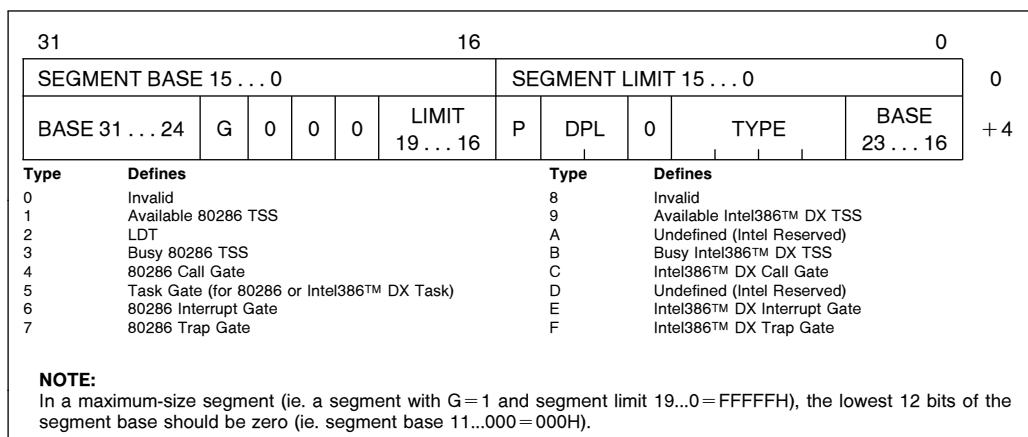 31 16 0
SEGMENT BASE 15 . . . 0 SEGMENT LIMIT 15 . . . 0 0
BASE 31 . . . 24 G 0 0 0 LIMIT 19 . . . 16 P DPL 0 TYPE BASE 23 . . . 16 +4
Type Defines Type Defines
0 Invalid 8 Invalid
1 Available 80286 TSS 9 Available Intel386™ DX TSS
2 LDT A Undefined (Intel Reserved)
3 Busy 80286 TSS B Busy Intel386™ DX TSS
4 80286 Call Gate C Intel386™ DX Call Gate
5 Task Gate (for 80286 or Intel386™ DX Task) D Undefined (Intel Reserved)
6 80286 Interrupt Gate E Intel386™ DX Interrupt Gate
7 80286 Trap Gate F Intel386™ DX Trap Gate
NOTE:
In a maximum-size segment (ie. a segment with G=1 and segment limit 19...0=FFFFFH), the lowest 12 bits of the
segment base should be zero (ie. segment base 11...000=000H).